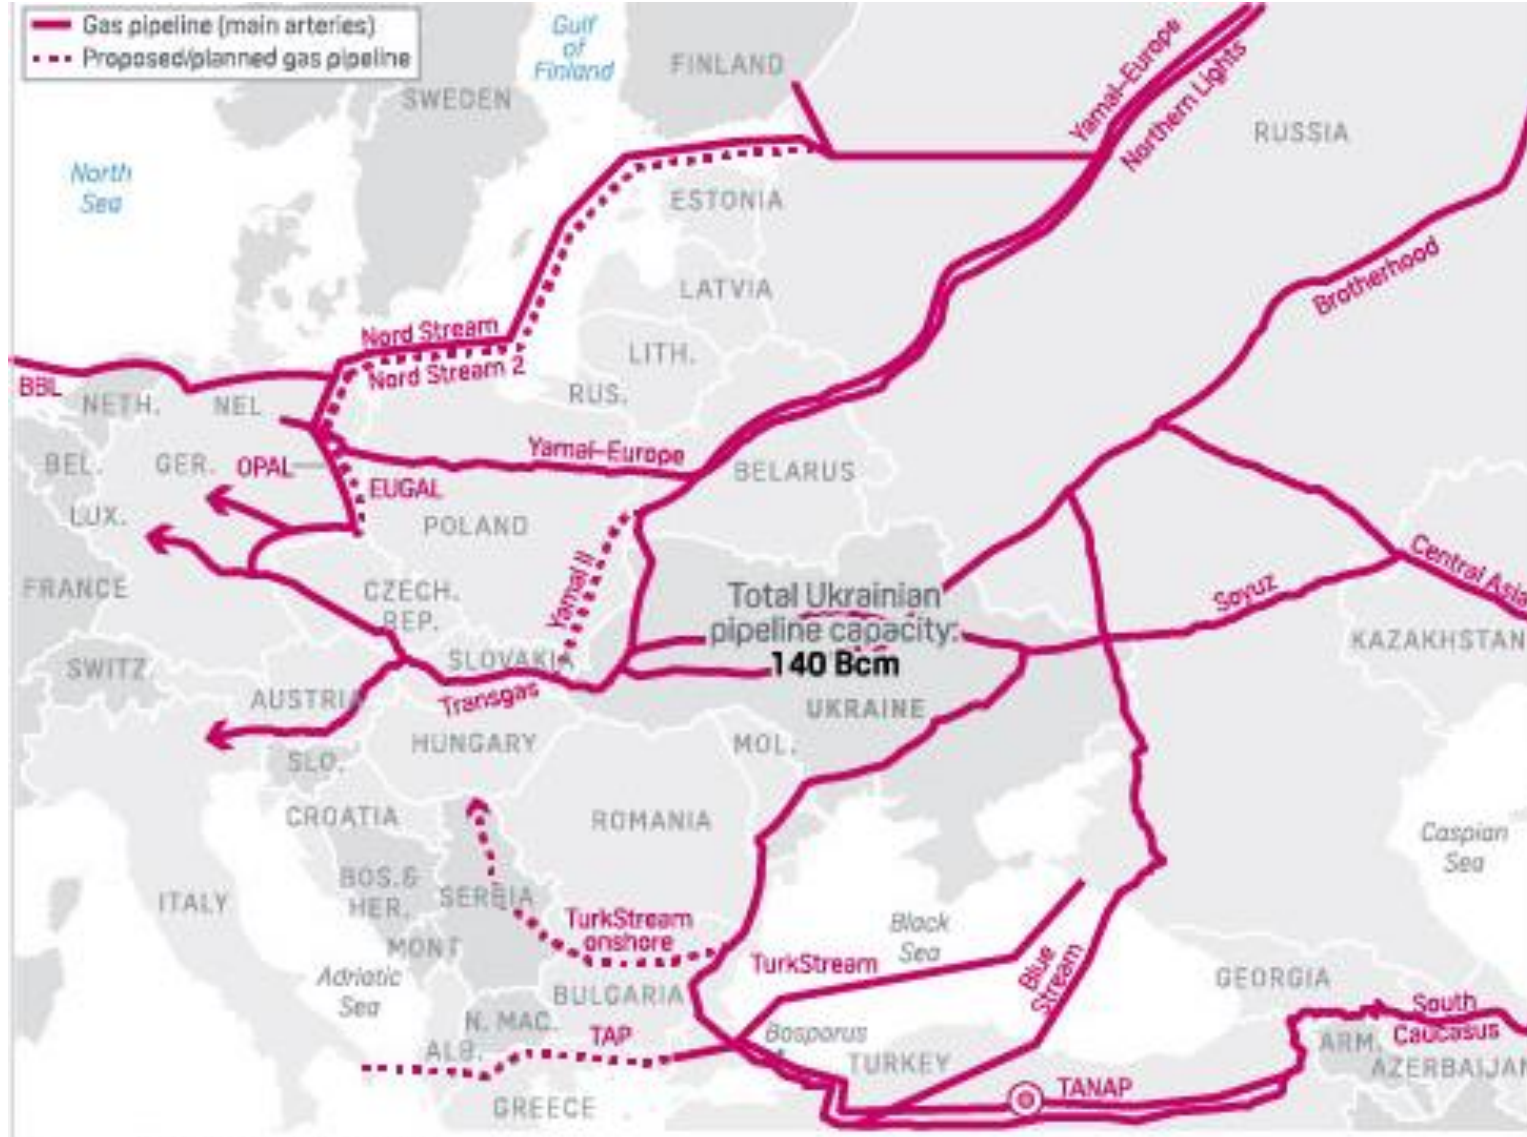 Gas pipeline (main arteries)
Proposed/planned gas pipeline
Gulf
of
Finland
FINLAND
SWEDEN
Yamal-Europe
Northern Lights
RUSSIA
North
Sea
ESTONIA
LATVIA
Brotherhood
Nord Stream
Nord Stream 2
LITH.
RUS.
BBL
NETH.
NEL
Yamal-Europe
BELARUS
BEL.
GER.
OPAL
EUGAL
LUX.
POLAND
Yamal II
Central Asia
FRANCE
CZECH.
REP.
Total Ukrainian
pipeline capacity:
140 Bcm
Soyuz
KAZAKHSTAN
SWITZ.
SLOVAKIA
AUSTRIA
Transgas
UKRAINE
HUNGARY
MOL.
SLO.
CROATIA
ROMANIA
Caspian
Sea
ITALY
BOS.&
HER.
SERBIA
TurkStream
onshore
Black
Sea
MONT
TurkStream
Blue
Stream
GEORGIA
Adriatic
Sea
BULGARIA
South
Caucasus
N. MAC.
ALB.
TAP
Bosporus
TURKEY
ARM.
AZERBAIJAN
TANAP
GREECE